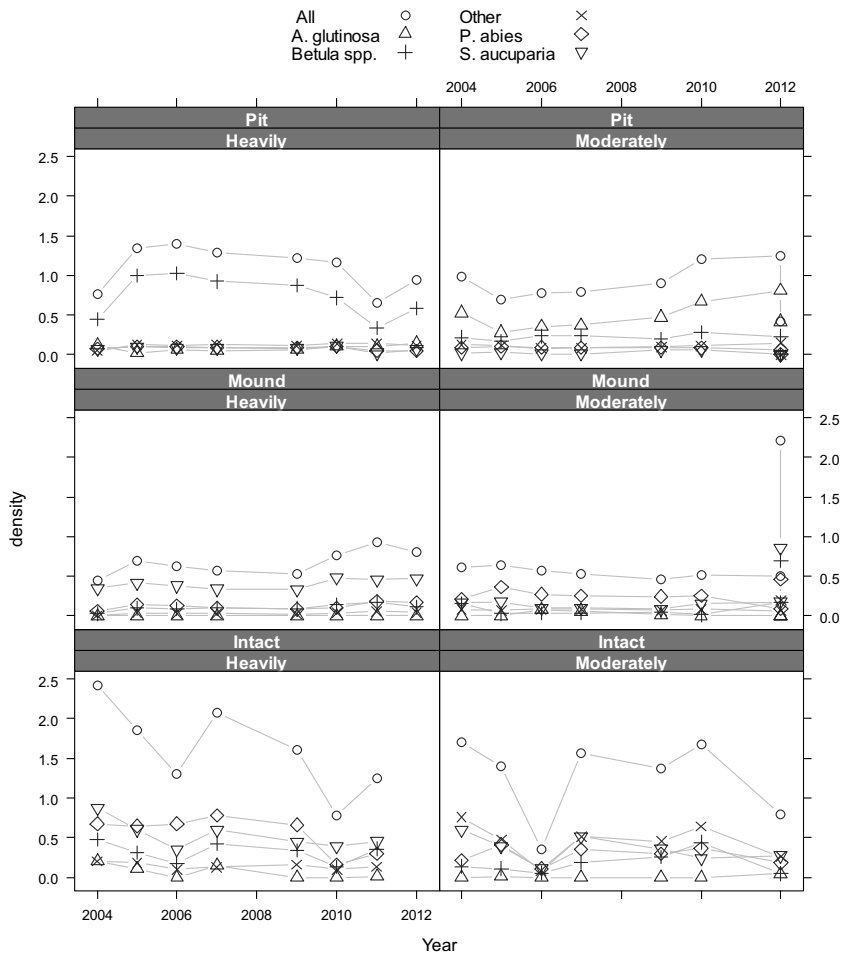 All Other
A. glutinosa P. abies
Betula spp. S. aucuparia
2004 2006 2008 2010 2012
Pit Pit
Heavily Moderately
2.5
2.0
1.5
1.0
0.5
0.0
Mound Mound
Heavily Moderately
2.5
2.0
1.5
1.0
0.5
0.0
Intact Intact
Heavily Moderately
2.5
2.0
1.5
1.0
0.5
0.0
2004 2006 2008 2010 2012
density
Year